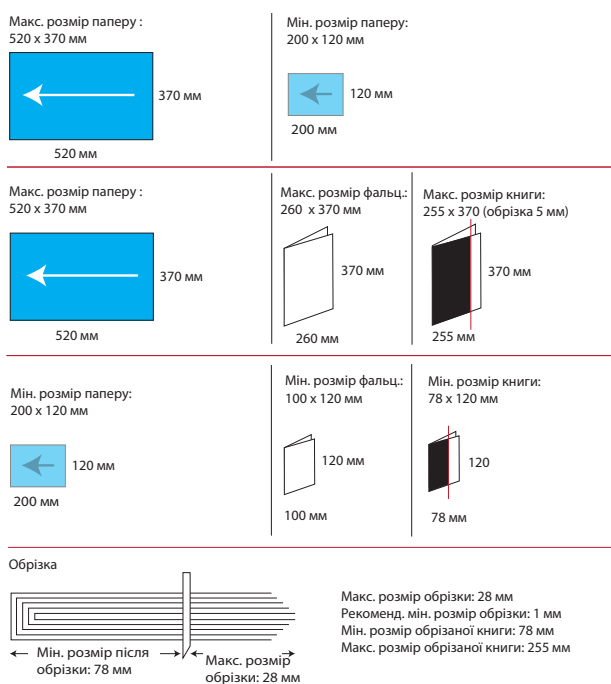 Макс. розмір паперу :
520 x 370 мм
370 мм
520 мм
Мін. розмір паперу:
200 x 120 мм
120 мм
200 мм
Макс. розмір паперу :
520 x 370 мм
370 мм
520 мм
Макс. розмір фальц.:
260 x 370 мм
370 мм
260 мм
Макс. розмір книги:
255 x 370 (обрізка 5 мм)
370 мм
255 мм
Мін. розмір паперу:
200 x 120 мм
120 мм
200 мм
Мін. розмір фальц.:
100 x 120 мм
120 мм
100 мм
Мін. розмір книги:
78 x 120 мм
120
78 мм
Обрізка
Мін. розмір після
обрізки: 78 мм
Макс. розмір
обрізки: 28 мм
Макс. розмір обрізки: 28 мм
Рекоменд. мін. розмір обрізки: 1 мм
Мін. розмір обрізаної книги: 78 мм
Макс. розмір обрізаної книги: 255 мм